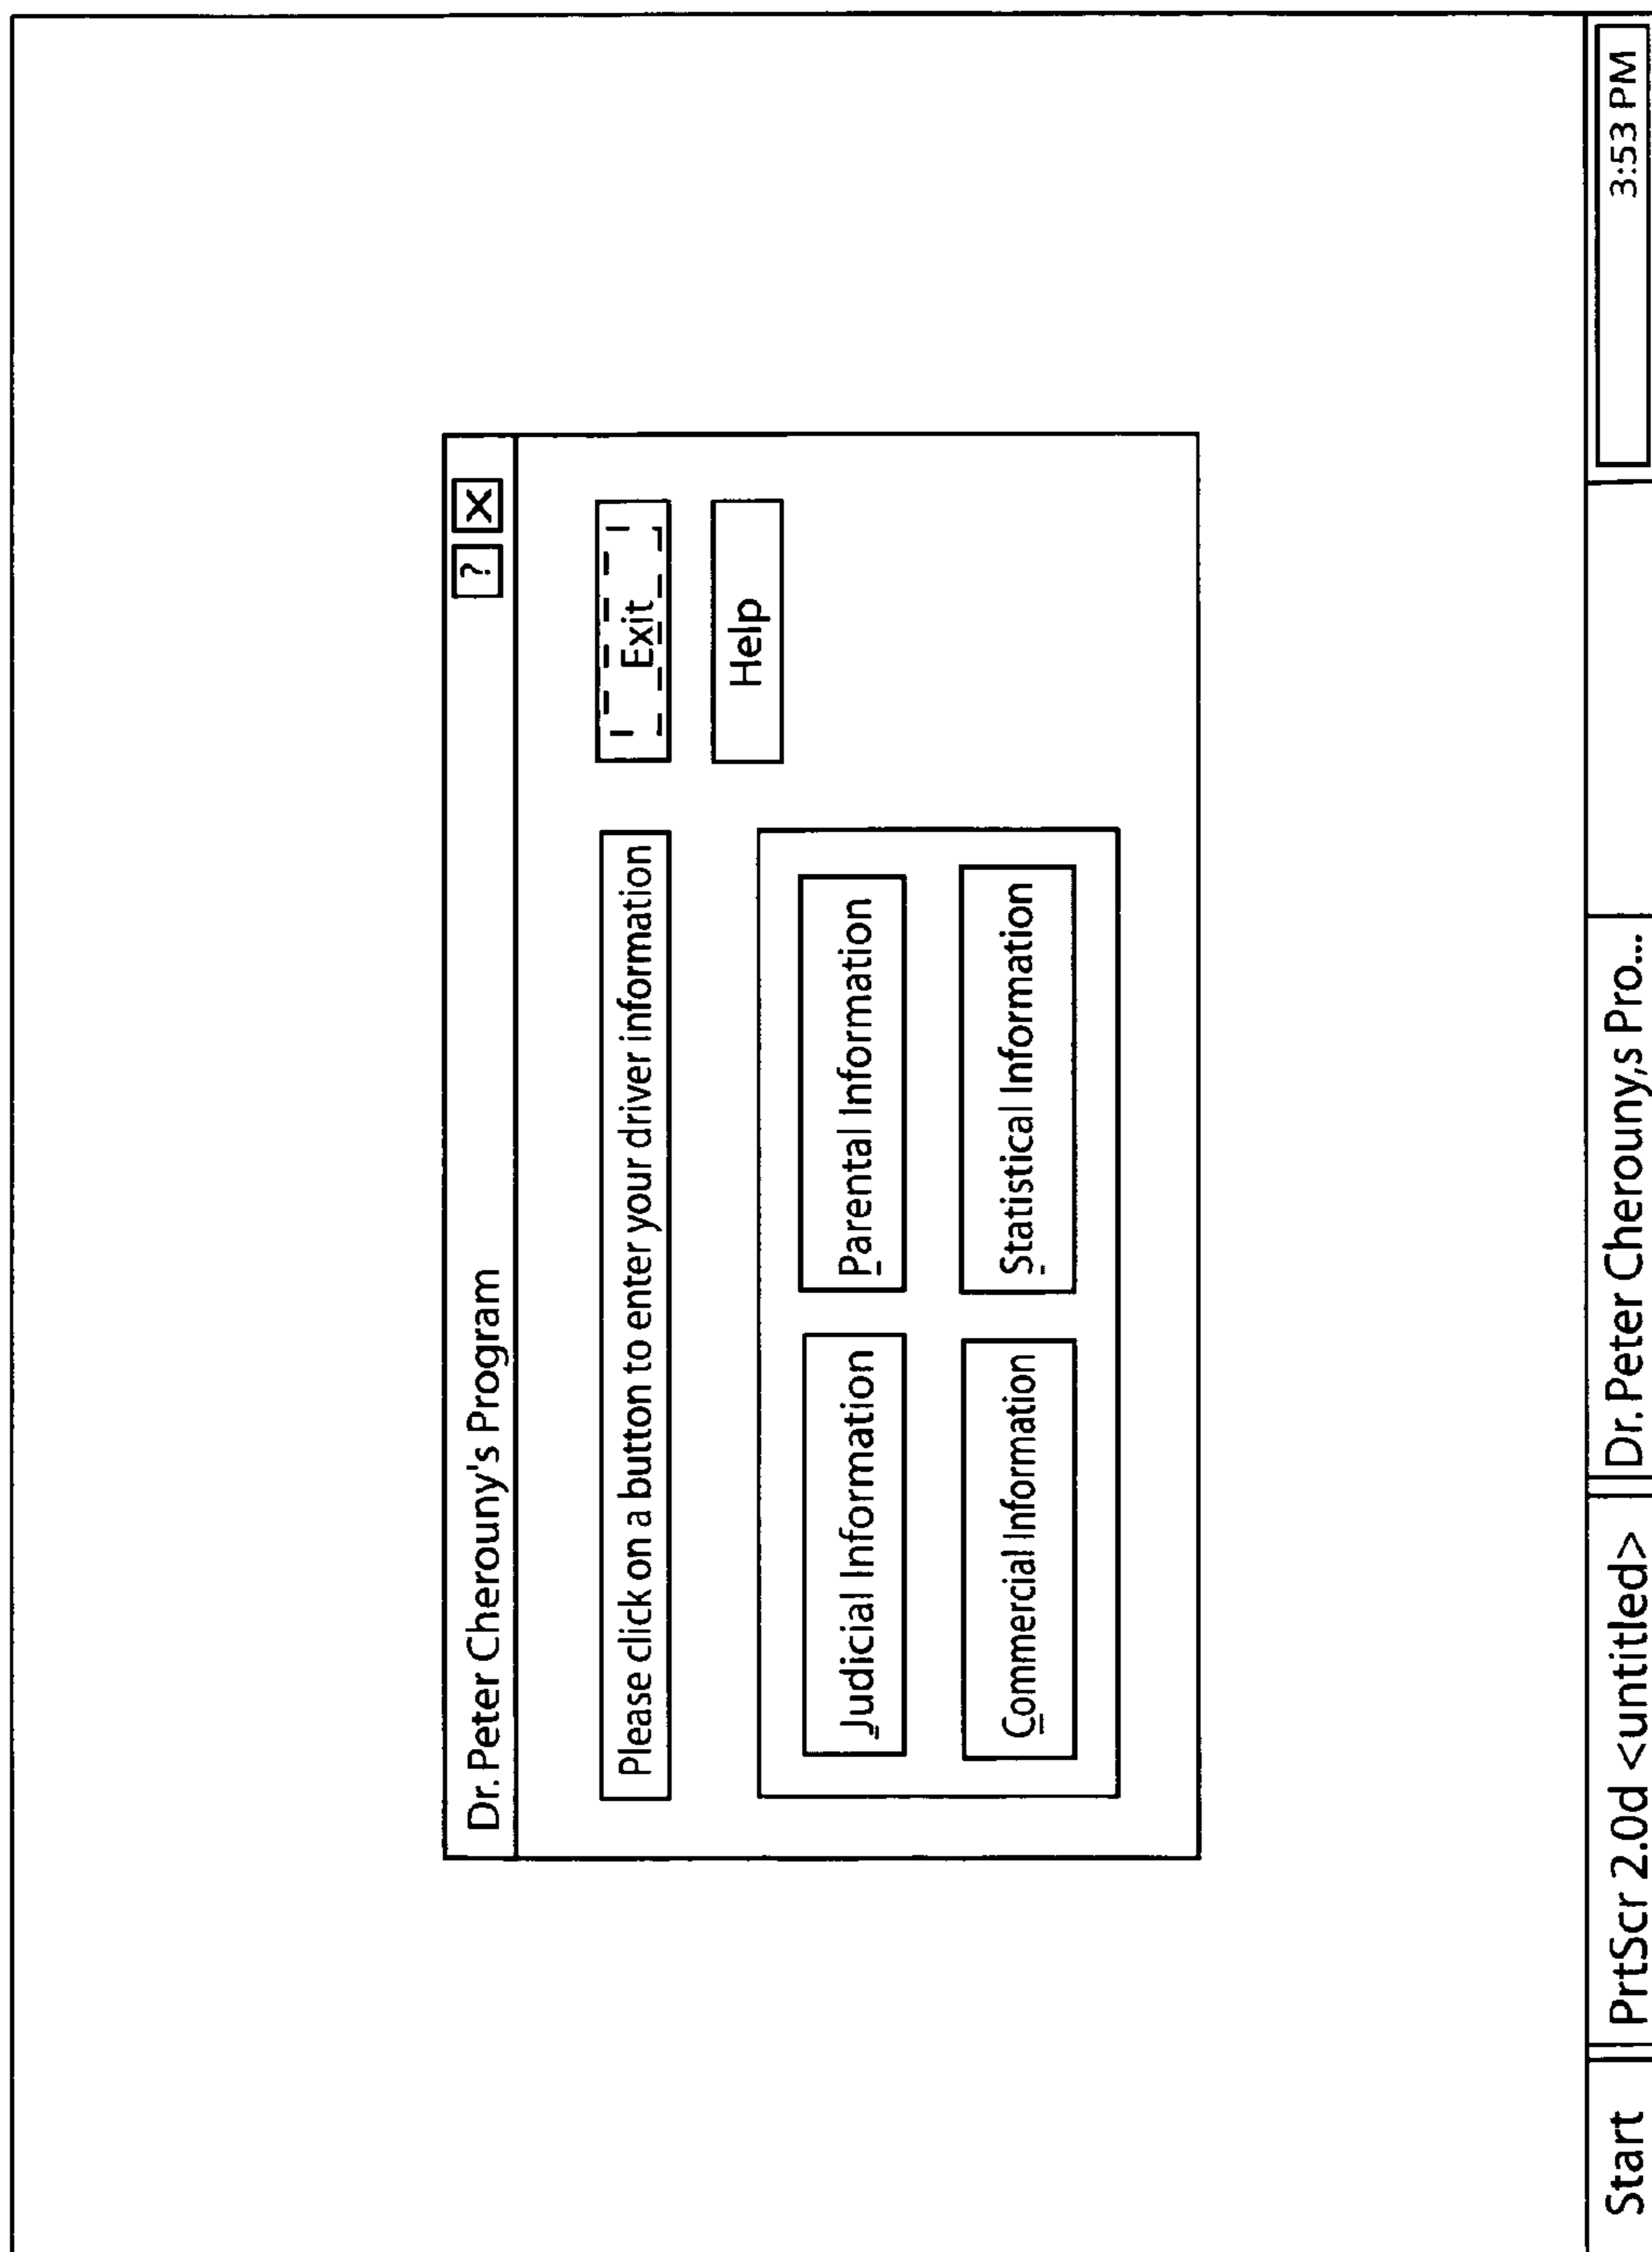 Dr. Peter Cherouny's Program ? X
Please click on a button to enter your driver information
Exit
Help
Judicial Information
Parental Information
Commercial Information
Statistical Information
Start PrtScr 2.0d <untitled> Dr. Peter Cherouny,s Pro... 3:53 PM